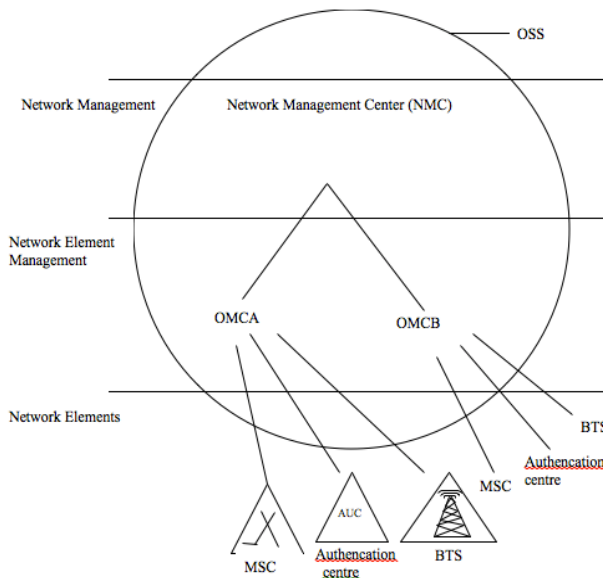 OSS
Network Management
Network Management Center (NMC)
Network Element
Management
OMCA
OMCB
Network Elements
BTS
Authencation
centre
MSC
AUC
MSC
Authencation
centre
BTS